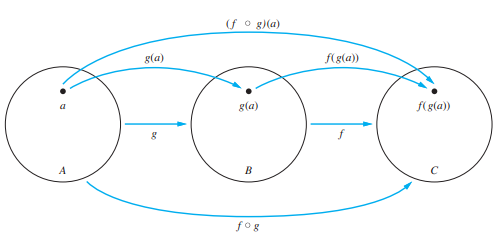 (f ∘ g)(a)
g(a)
f(g(a))
a
g(a)
f(g(a))
g
f
A
B
C
f ∘ g